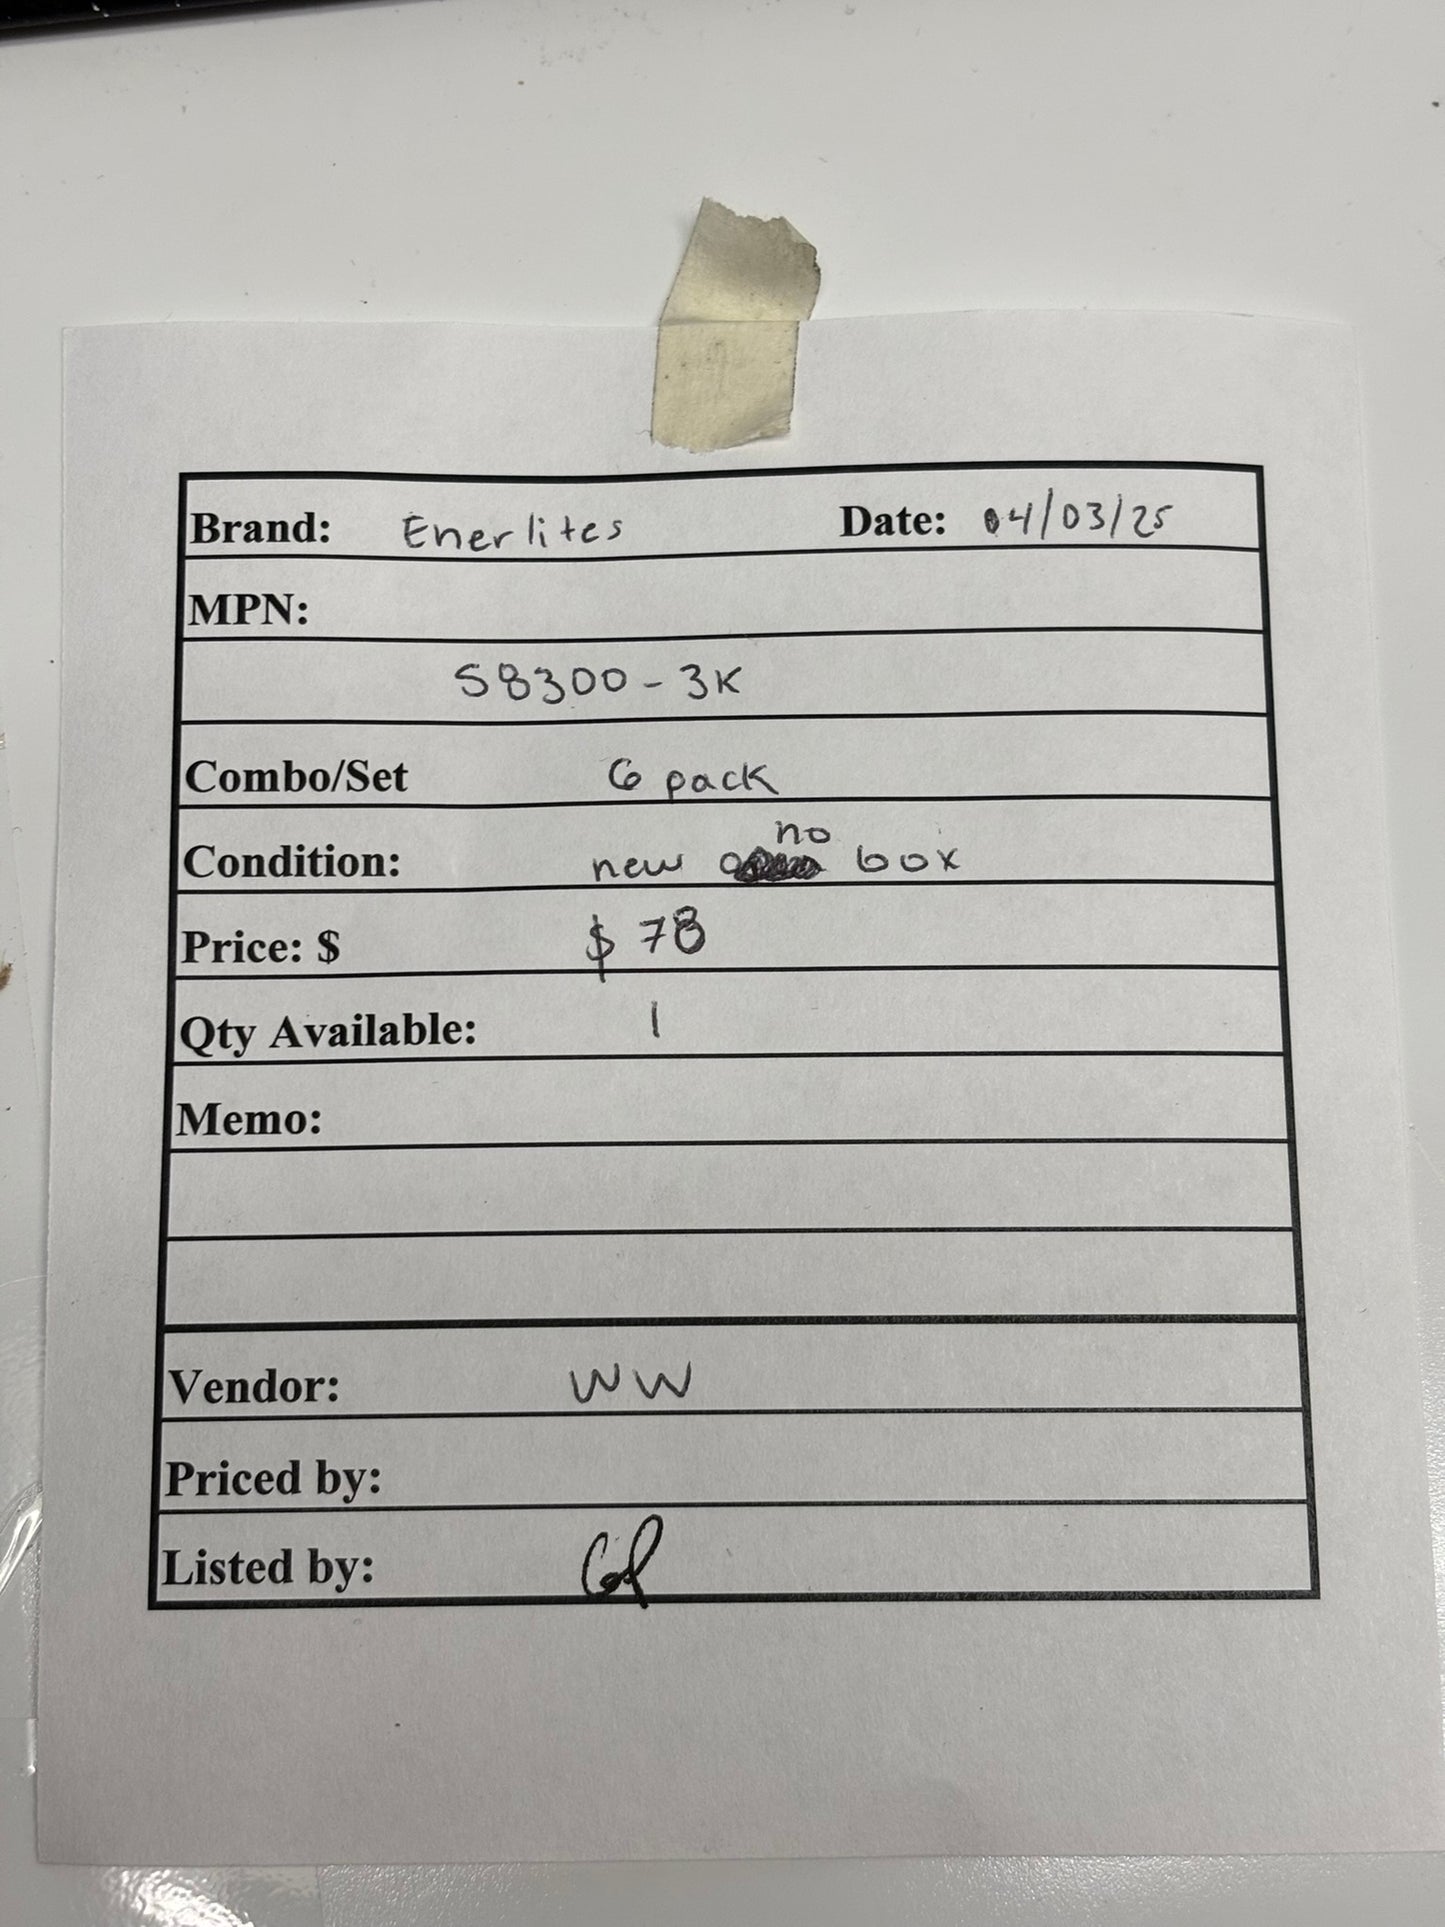 Brand: Enerlites Date: 04/03/25
MPN:
58300-3K
Combo/Set 6 pack
Condition: new no box
Price: $ $78
Qty Available: 1
Memo:
Vendor: WW
Priced by:
Listed by: